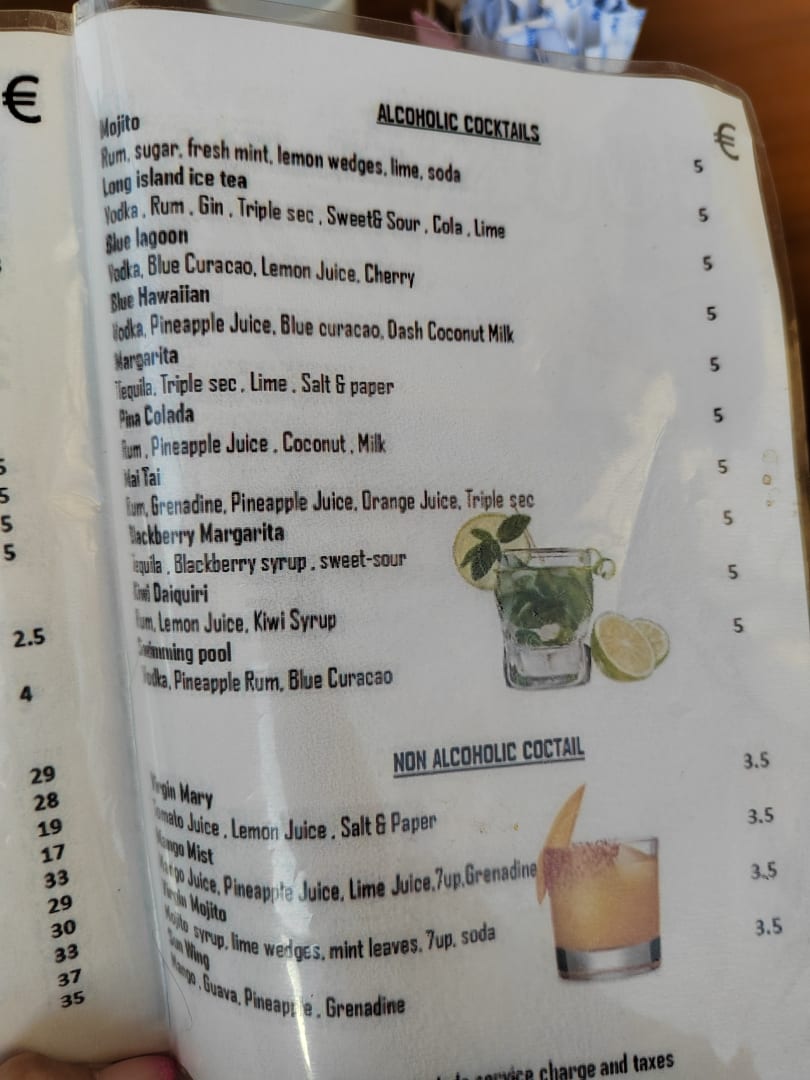 €
5
5
5
5
2.5
4
29
28
19
17
33
29
30
33
37
35
ALCOHOLIC COCKTAILS
€
Mojito 5
Rum, sugar, fresh mint, lemon wedges, lime, soda
Long island ice tea 5
Vodka , Rum , Gin , Triple sec , Sweet& Sour , Cola , Lime
Blue lagoon 5
Vodka, Blue Curacao, Lemon Juice, Cherry
Blue Hawaiian 5
Vodka, Pineapple Juice, Blue curacao, Dash Coconut Milk
Margarita 5
Tequila, Triple sec , Lime , Salt & paper
Pina Colada 5
Rum , Pineapple Juice , Coconut , Milk
Mai Tai 5
Rum, Grenadine, Pineapple Juice, Orange Juice, Triple sec
Blackberry Margarita 5
Tequila , Blackberry syrup , sweet-sour
Kiwi Daiquiri 5
Rum, Lemon Juice, Kiwi Syrup
Swimming pool 5
Vodka, Pineapple Rum, Blue Curacao
NON ALCOHOLIC COCTAIL
Virgin Mary 3.5
Tomato Juice , Lemon Juice , Salt & Paper
Mango Mist 3.5
Mango Juice, Pineapple Juice, Lime Juice,7up,Grenadine
Virgin Mojito 3.5
Mojito syrup, lime wedges, mint leaves, 7up, soda
Sun Wing 3.5
Mango , Guava, Pineapple , Grenadine
service charge and taxes